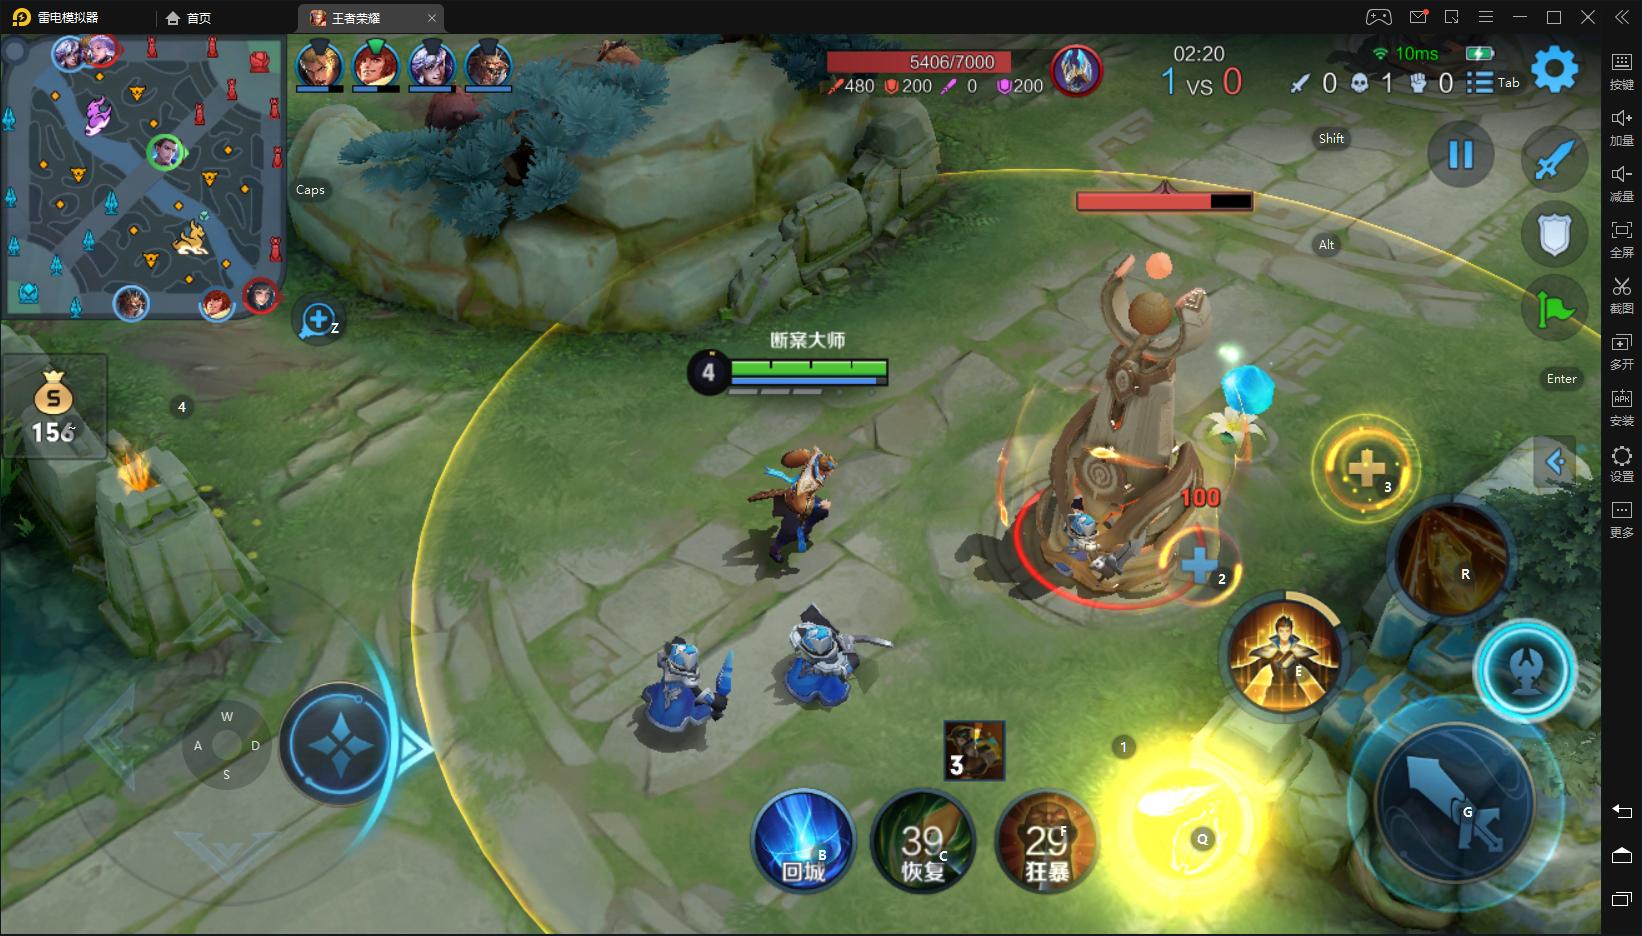 雷电模拟器
首页
王者荣耀
5406/7000
480
200
0
200
02:20
1 VS 0
10ms
0
1
0
Tab
Shift
按键
加量
减量
全屏
截图
多开
安装
设置
更多
Caps
Alt
Z
断案大师
4
Enter
4
S
156
3
100
2
R
E
W
A
D
S
3
1
G
Q
B
回城
39
C
恢复
29
F
狂暴
APK